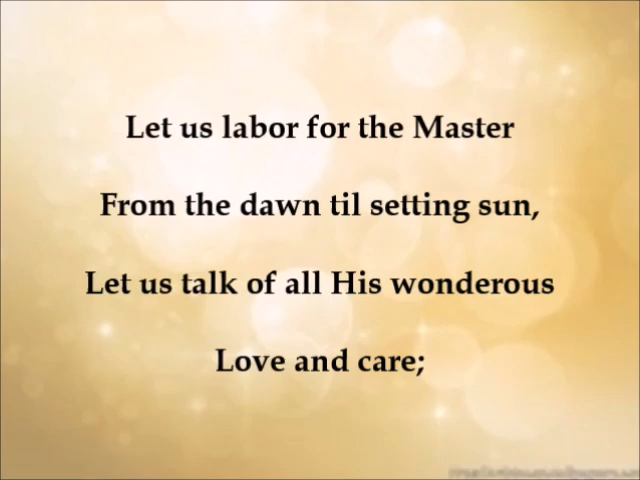 Let us labor for the Master
From the dawn til setting sun,
Let us talk of all His wonderous
Love and care;